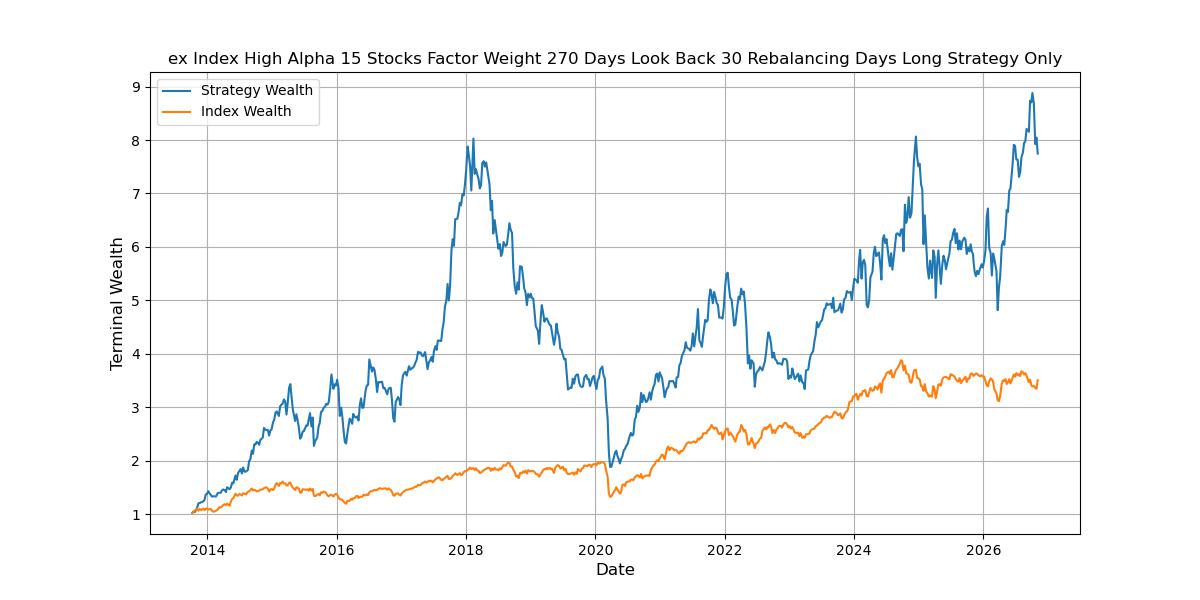 ex Index High Alpha 15 Stocks Factor Weight 270 Days Look Back 30 Rebalancing Days Long Strategy Only
Strategy Wealth
Index Wealth
Terminal Wealth
9
8
7
6
5
4
3
2
1
2014 2016 2018 2020 2022 2024 2026
Date